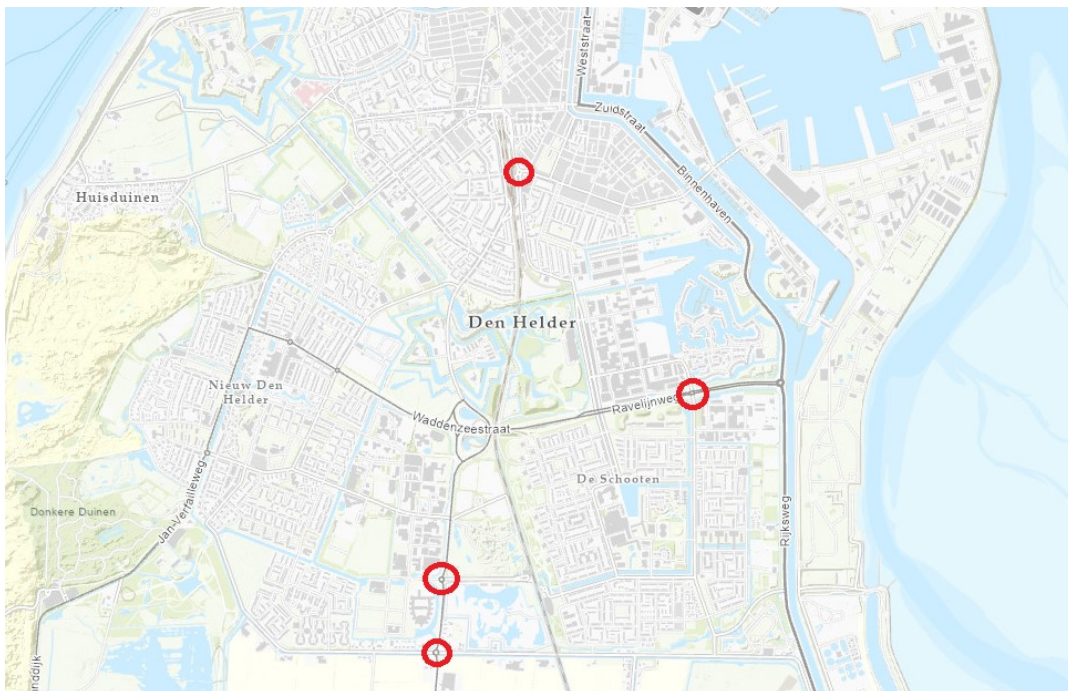 Weststraat
Zuidstraat
Binnenhaven
Huisduinen
Den Helder
Nieuw Den
Helder
Waddenzeestraat
Ravelijnweg
De Schooten
Donkere Duinen
Jan-Verfailleweg
Rijksweg